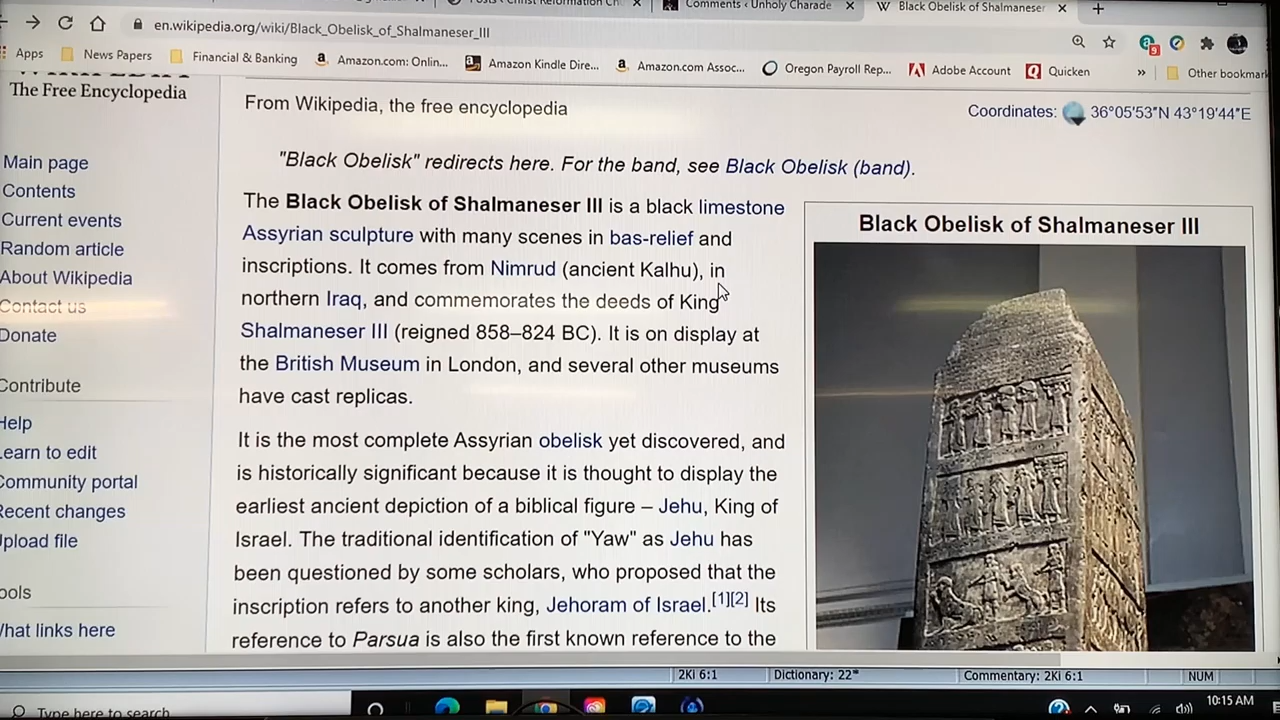 Comments ‹ Unholy Charade
Black Obelisk of Shalmaneser
en.wikipedia.org/wiki/Black_Obelisk_of_Shalmaneser_III
9
Apps
News Papers
Financial & Banking
Amazon.com: Onlin...
Amazon Kindle Dire...
Amazon.com Assoc...
Oregon Payroll Rep...
Adobe Account
Quicken
»
Other bookmark
The Free Encyclopedia
Main page
Contents
Current events
Random article
About Wikipedia
Contact us
Donate
Contribute
Help
Learn to edit
Community portal
Recent changes
Upload file
ools
What links here
From Wikipedia, the free encyclopedia
Coordinates: 36°05′53″N 43°19′44″E
"Black Obelisk" redirects here. For the band, see Black Obelisk (band).
The Black Obelisk of Shalmaneser III is a black limestone
Assyrian sculpture with many scenes in bas-relief and
inscriptions. It comes from Nimrud (ancient Kalhu), in
northern Iraq, and commemorates the deeds of King
Shalmaneser III (reigned 858–824 BC). It is on display at
the British Museum in London, and several other museums
have cast replicas.
It is the most complete Assyrian obelisk yet discovered, and
is historically significant because it is thought to display the
earliest ancient depiction of a biblical figure – Jehu, King of
Israel. The traditional identification of "Yaw" as Jehu has
been questioned by some scholars, who proposed that the
inscription refers to another king, Jehoram of Israel.[1][2] Its
reference to Parsua is also the first known reference to the
Black Obelisk of Shalmaneser III
2Ki 6:1
Dictionary: 22*
Commentary: 2Ki 6:1
NUM
Type here to search
10:15 AM